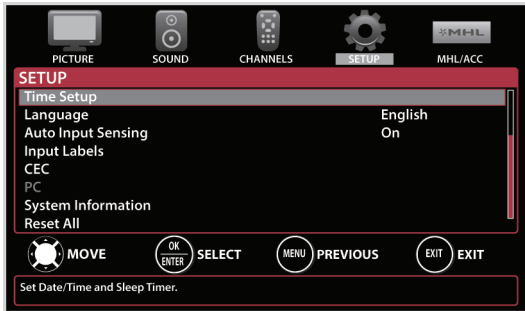 MHL
PICTURE SOUND CHANNELS SETUP MHL/ACC
SETUP
Time Setup
Language English
Auto Input Sensing On
Input Labels
CEC
PC
System Information
Reset All
MOVE OK ENTER SELECT MENU PREVIOUS EXIT EXIT
Set Date/Time and Sleep Timer.